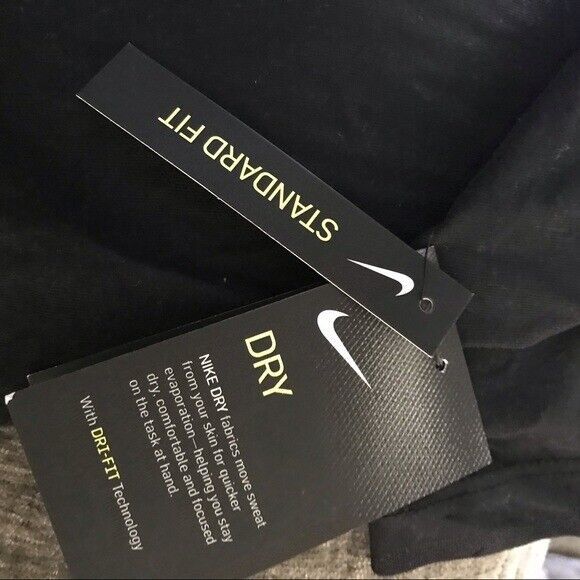 STANDARD FIT
DRY
NIKE DRY fabrics move sweat
from your skin for quicker
evaporation—helping you stay
dry, comfortable and focused
on the task at hand.
With DRI-FIT Technology